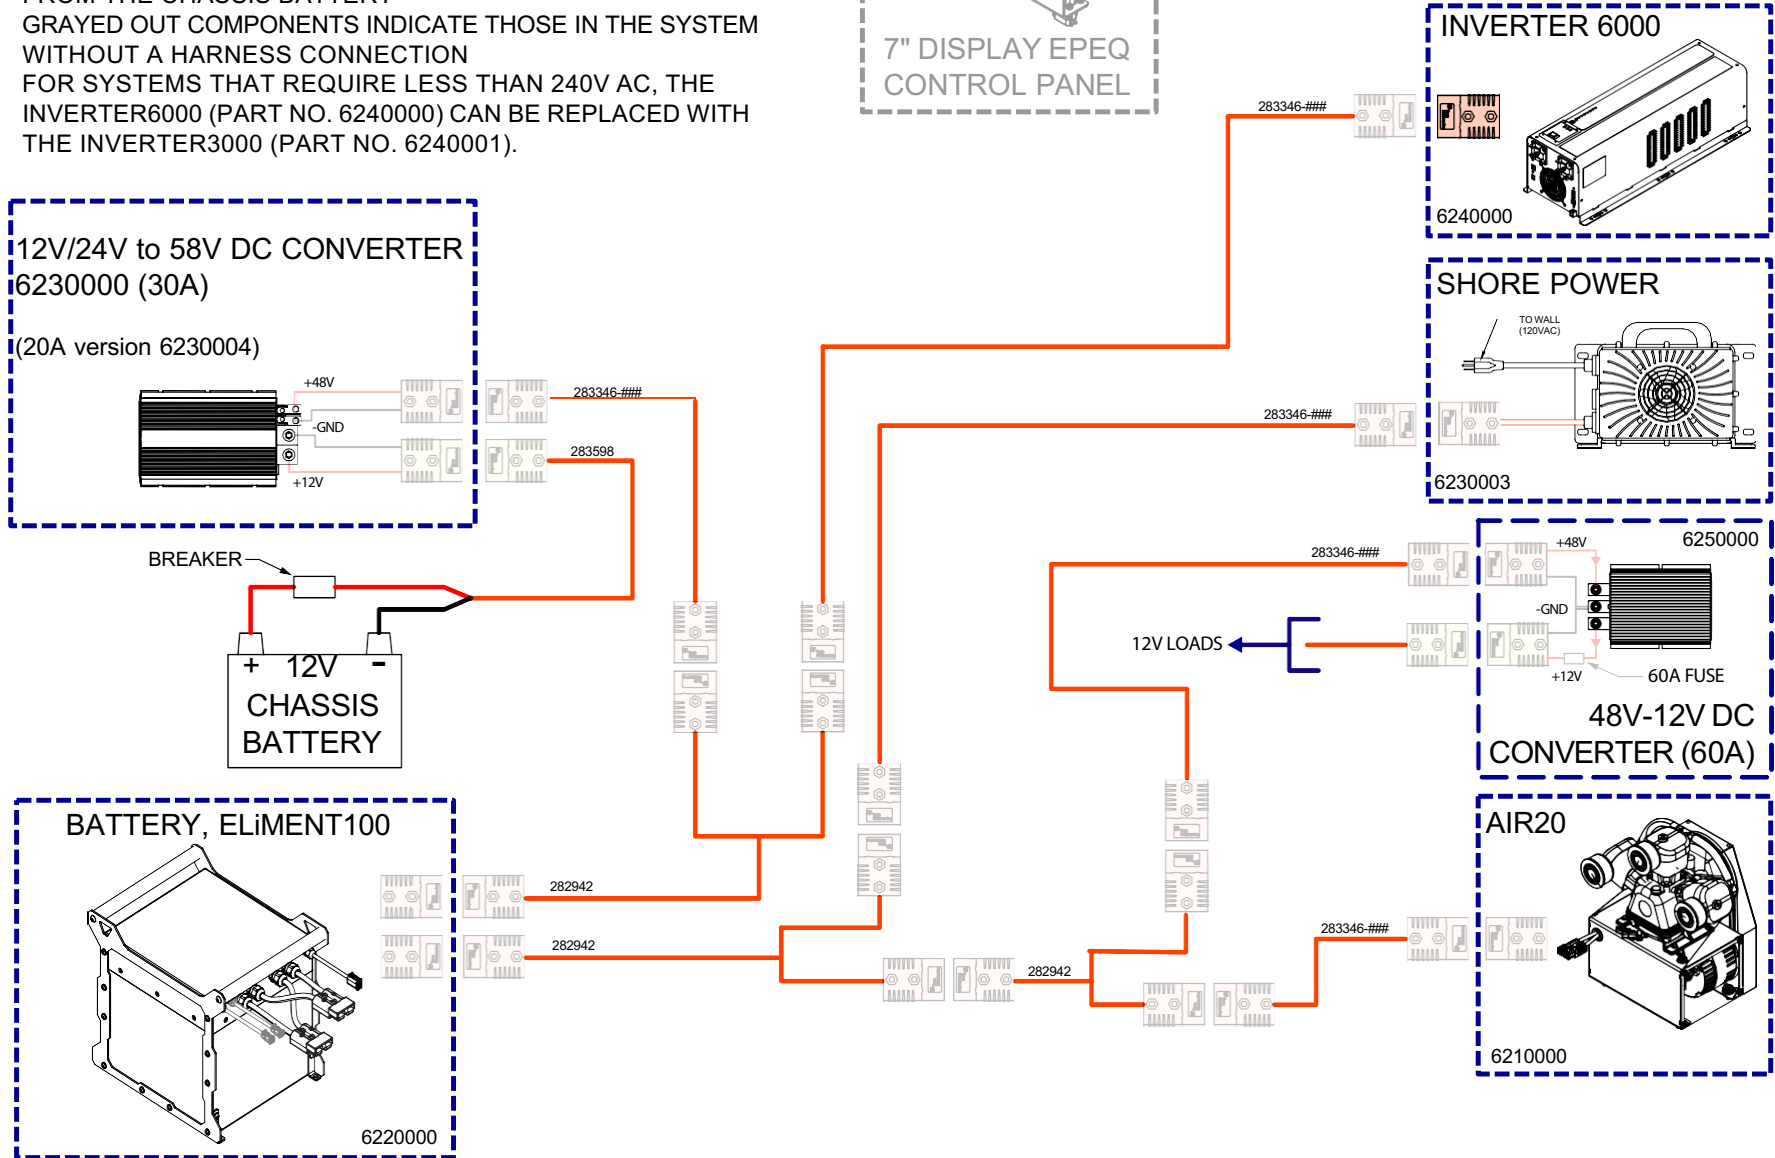 FROM THE CHASSIS BATTERY
GRAYED OUT COMPONENTS INDICATE THOSE IN THE SYSTEM
WITHOUT A HARNESS CONNECTION
FOR SYSTEMS THAT REQUIRE LESS THAN 240V AC, THE
INVERTER6000 (PART NO. 6240000) CAN BE REPLACED WITH
THE INVERTER3000 (PART NO. 6240001).
7" DISPLAY EPEQ
CONTROL PANEL
INVERTER 6000
283346-###
6240000
12V/24V to 58V DC CONVERTER
6230000 (30A)
(20A version 6230004)
+48V
-GND
+12V
283346-###
283598
SHORE POWER
TO WALL
(120VAC)
283346-###
6230003
BREAKER
+ 12V -
CHASSIS
BATTERY
283346-###
6250000
+48V
-GND
12V LOADS
+12V
60A FUSE
48V-12V DC
CONVERTER (60A)
BATTERY, ELiMENT100
282942
282942
6220000
282942
283346-###
AIR20
6210000